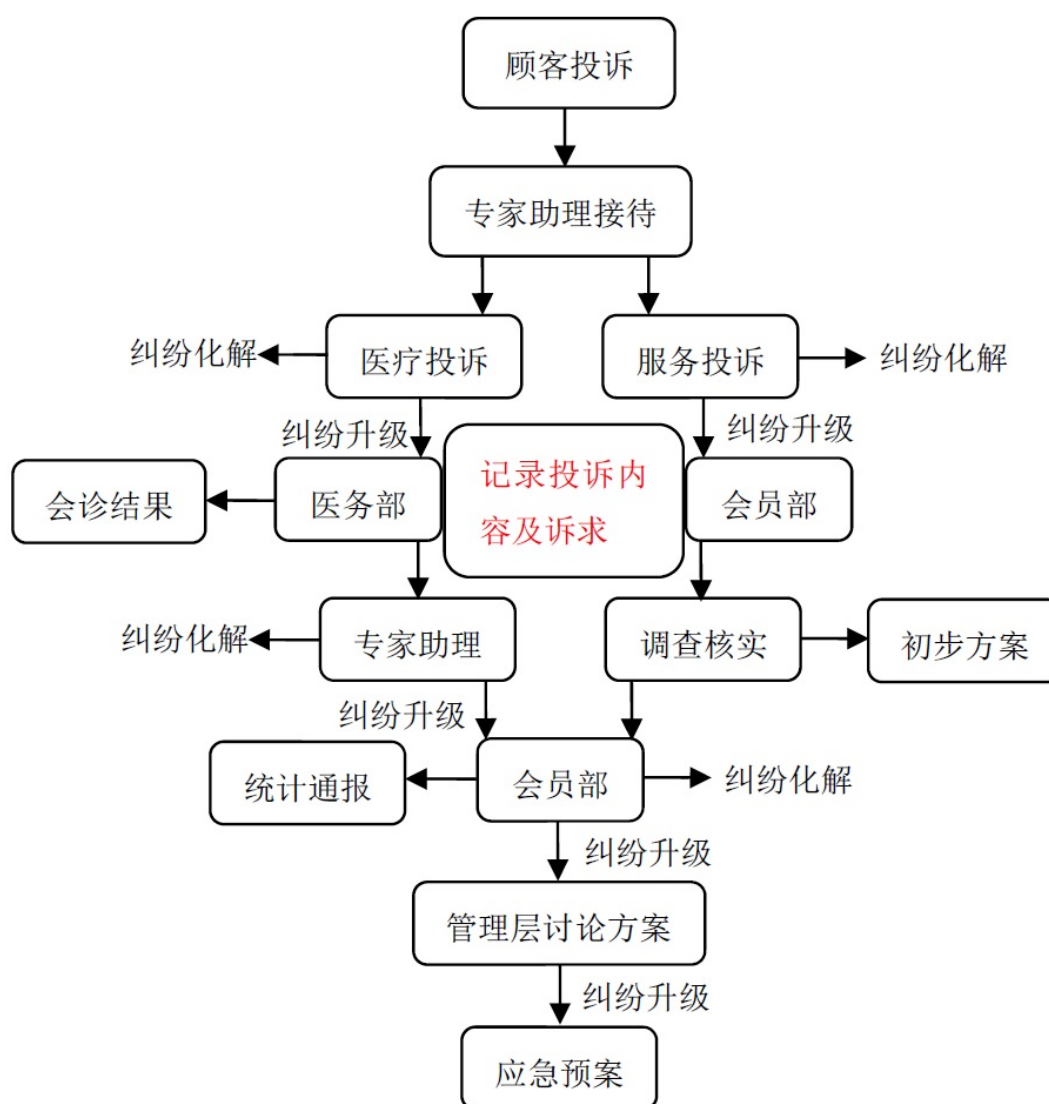 顾客投诉
专家助理接待
纠纷化解
医疗投诉
服务投诉
纠纷化解
纠纷升级
纠纷升级
会诊结果
医务部
记录投诉内
容及诉求
会员部
纠纷化解
专家助理
调查核实
初步方案
纠纷升级
统计通报
会员部
纠纷化解
纠纷升级
管理层讨论方案
纠纷升级
应急预案